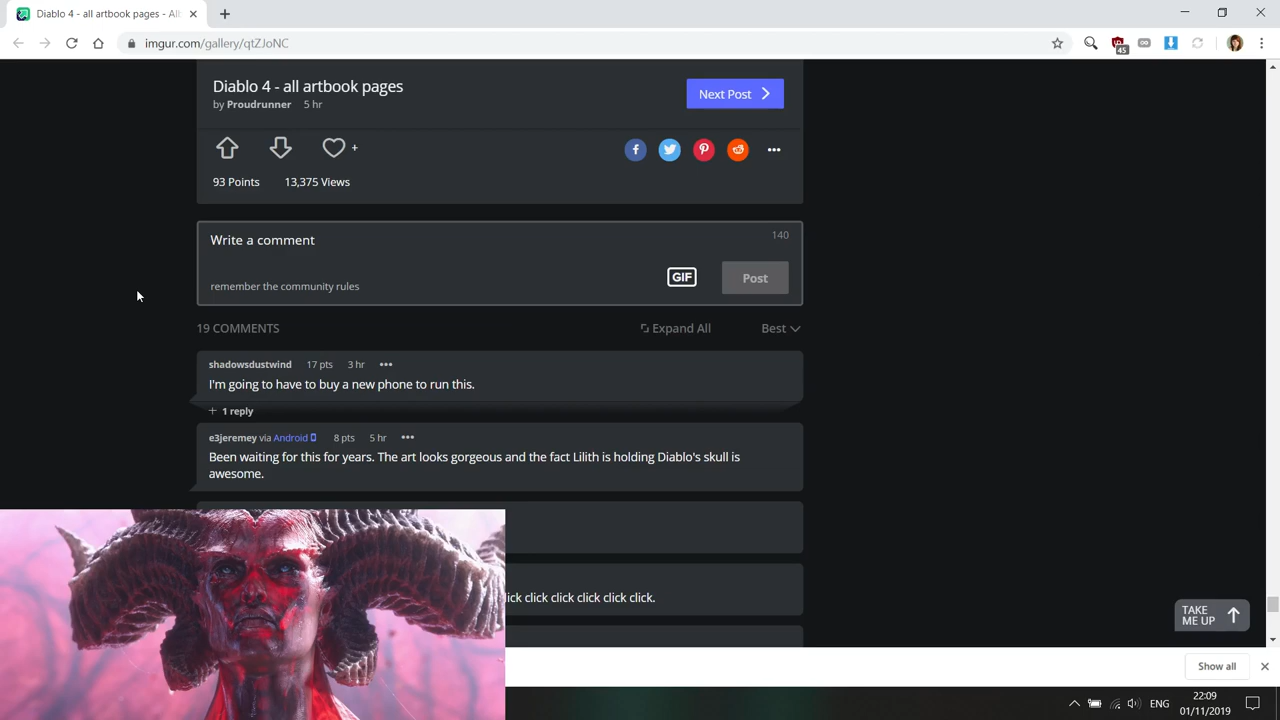 Diablo 4 - all artbook pages - Alb
imgur.com/gallery/qtZJoNC
45
Diablo 4 - all artbook pages
by Proudrunner 5 hr
Next Post
93 Points 13,375 Views
Write a comment
140
remember the community rules
GIF
Post
19 COMMENTS
Expand All
Best
shadowsdustwind 17 pts 3 hr
I'm going to have to buy a new phone to run this.
+ 1 reply
e3jeremey via Android 8 pts 5 hr
Been waiting for this for years. The art looks gorgeous and the fact Lilith is holding Diablo's skull is
awesome.
click click click click click.
TAKE
ME UP
Show all
ENG
22:09
01/11/2019